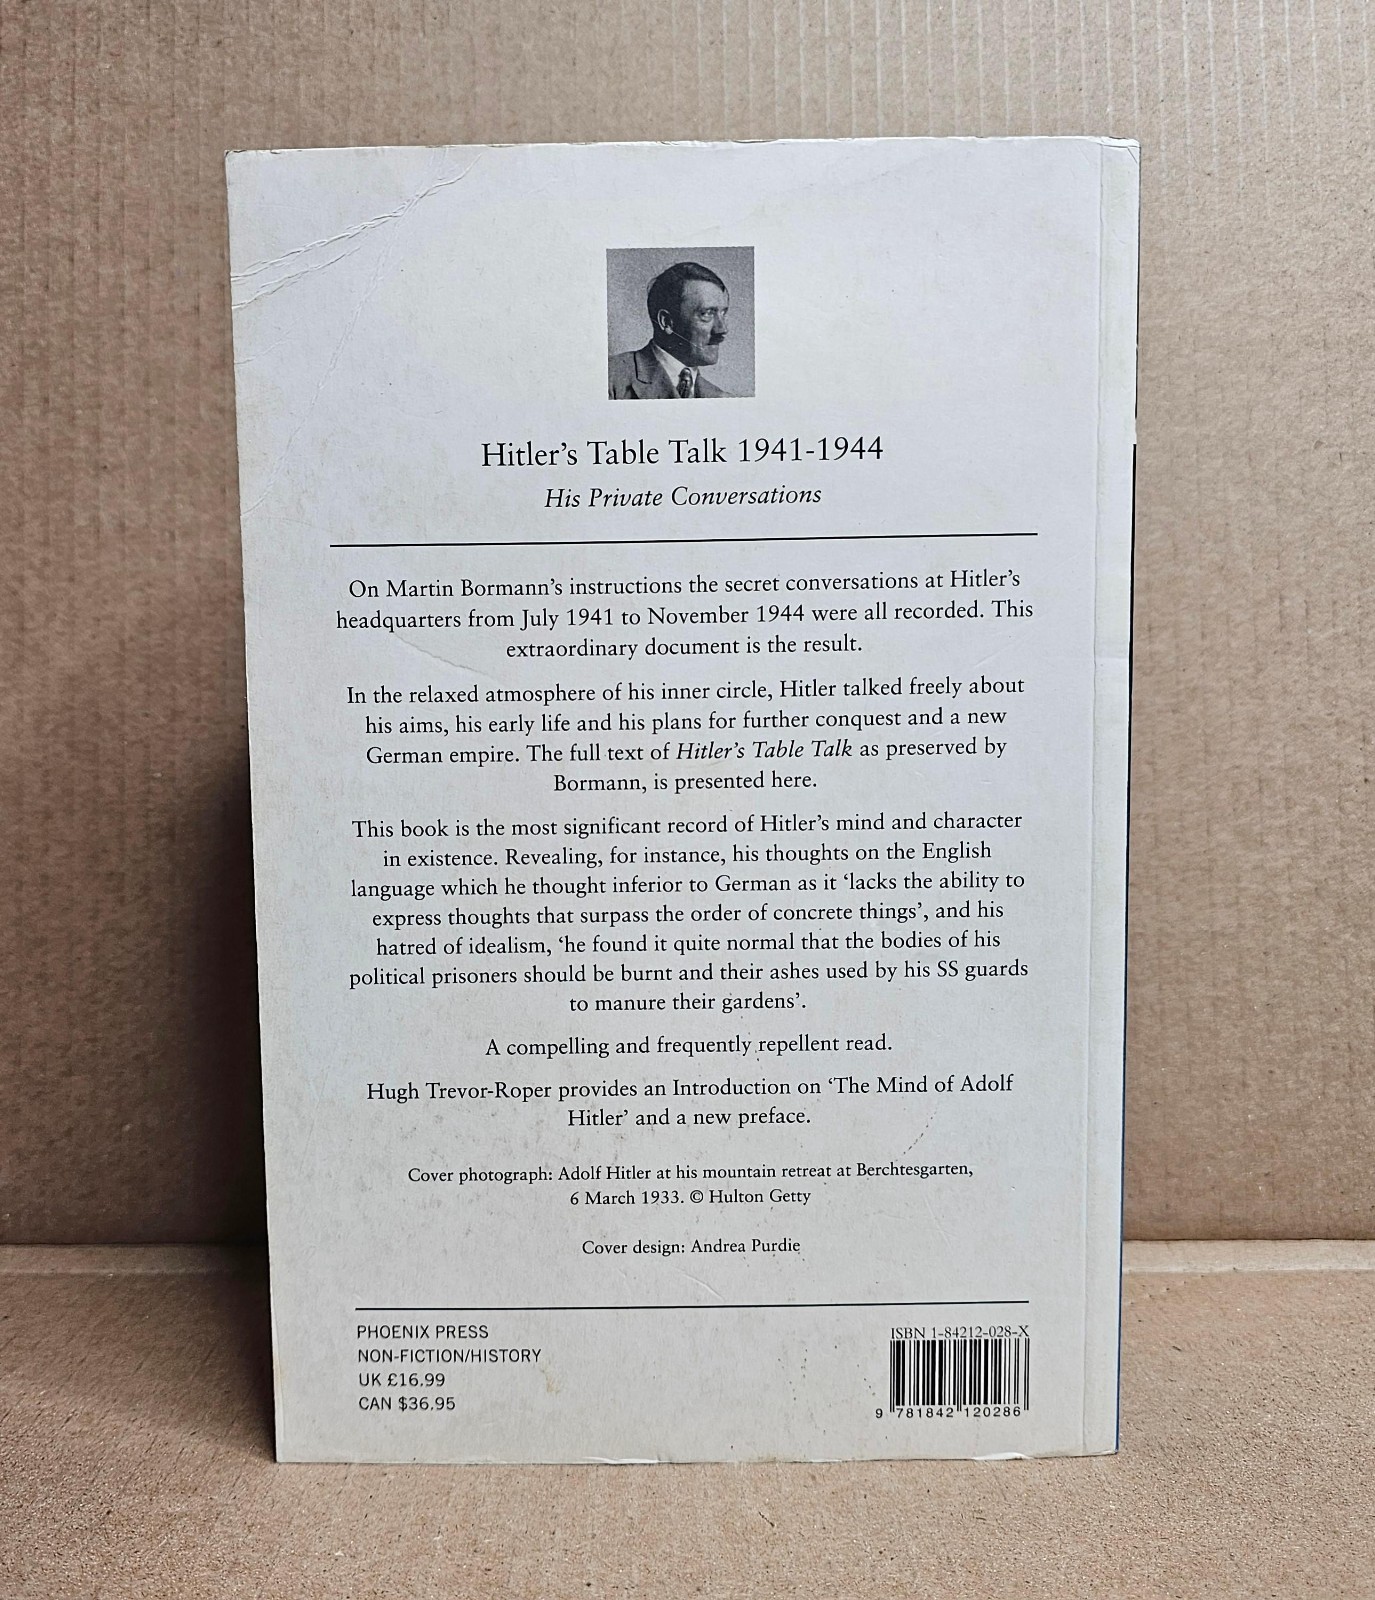 Hitler's Table Talk 1941-1944
His Private Conversations
On Martin Bormann's instructions the secret conversations at Hitler's
headquarters from July 1941 to November 1944 were all recorded. This
extraordinary document is the result.
In the relaxed atmosphere of his inner circle, Hitler talked freely about
his aims, his early life and his plans for further conquest and a new
German empire. The full text of Hitler's Table Talk as preserved by
Bormann, is presented here.
This book is the most significant record of Hitler's mind and character
in existence. Revealing, for instance, his thoughts on the English
language which he thought inferior to German as it ‘lacks the ability to
express thoughts that surpass the order of concrete things’, and his
hatred of idealism, ‘he found it quite normal that the bodies of his
political prisoners should be burnt and their ashes used by his SS guards
to manure their gardens’.
A compelling and frequently repellent read.
Hugh Trevor-Roper provides an Introduction on ‘The Mind of Adolf
Hitler’ and a new preface.
Cover photograph: Adolf Hitler at his mountain retreat at Berchtesgarten,
6 March 1933. © Hulton Getty
Cover design: Andrea Purdie
PHOENIX PRESS
NON-FICTION/HISTORY
UK £16.99
CAN $36.95
ISBN 1-84212-028-X
9 781842 120286